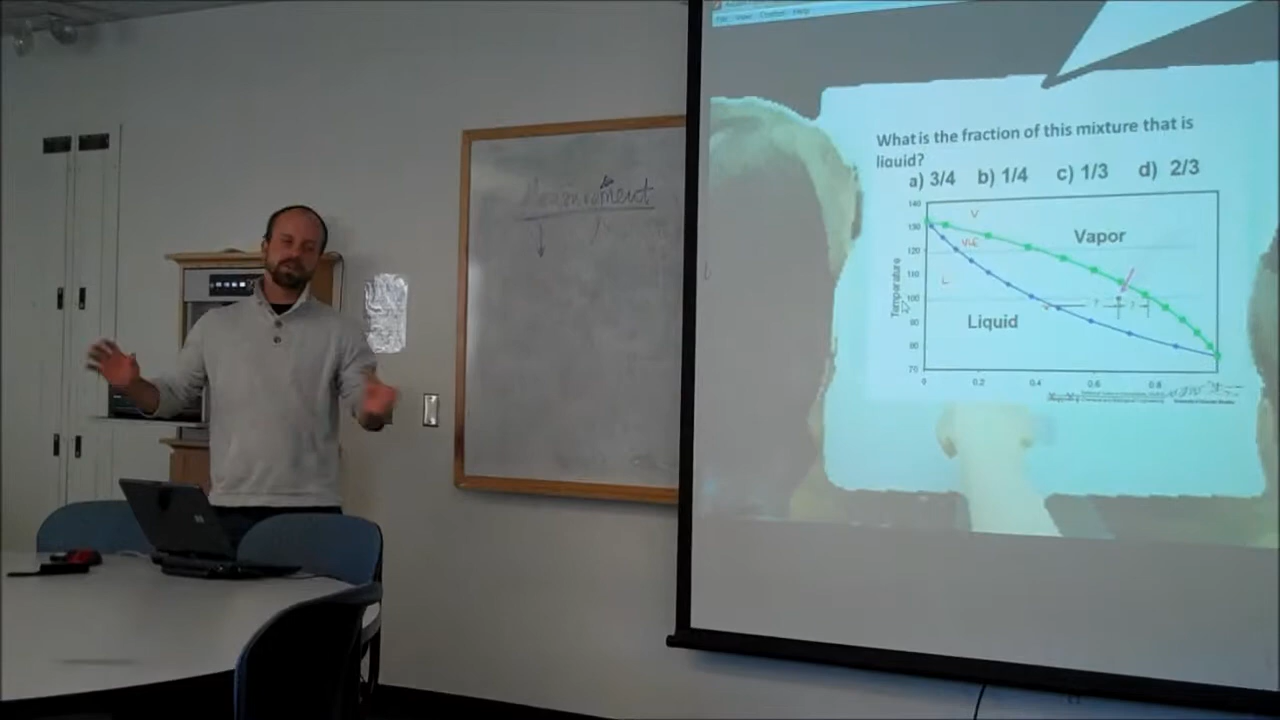 Measurement
What is the fraction of this mixture that is
liquid?
a) 3/4 b) 1/4 c) 1/3 d) 2/3
140
130
120
110
100
90
80
70
Temperature
V
VLE
L
Vapor
Liquid
?
?
0 0.2 0.4 0.6 0.8